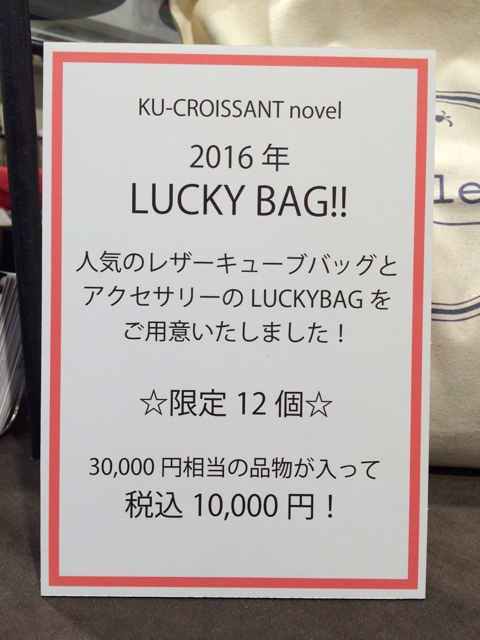 KU-CROISSANT novel
2016 年
LUCKY BAG!!
人気のレザーキューブバッグと
アクセサリーの LUCKYBAG を
ご用意いたしました！
☆限定 12 個☆
30,000 円相当の品物が入って
税込 10,000 円！